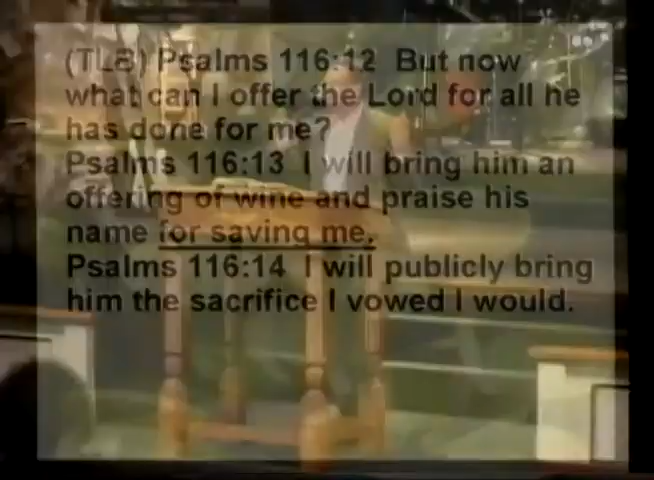 (TLB) Psalms 116:12 But now
what can I offer the Lord for all he
has done for me?
Psalms 116:13 I will bring him an
offering of wine and praise his
name for saving me.
Psalms 116:14 I will publicly bring
him the sacrifice I vowed I would.